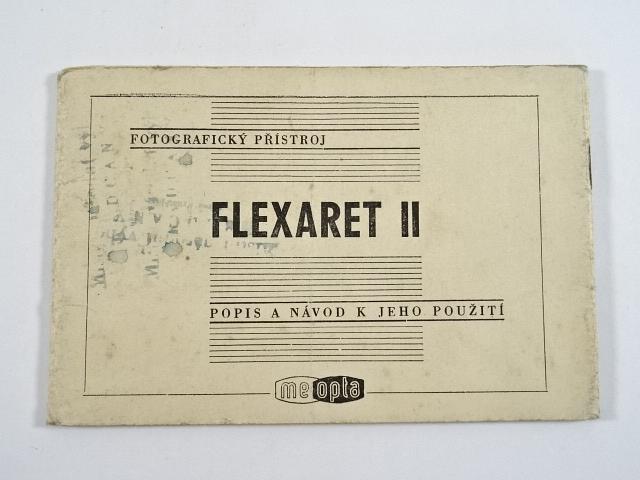 FOTOGRAFICKÝ PŘÍSTROJ
FLEXARET II
POPIS A NÁVOD K JEHO POUŽITÍ
meopta